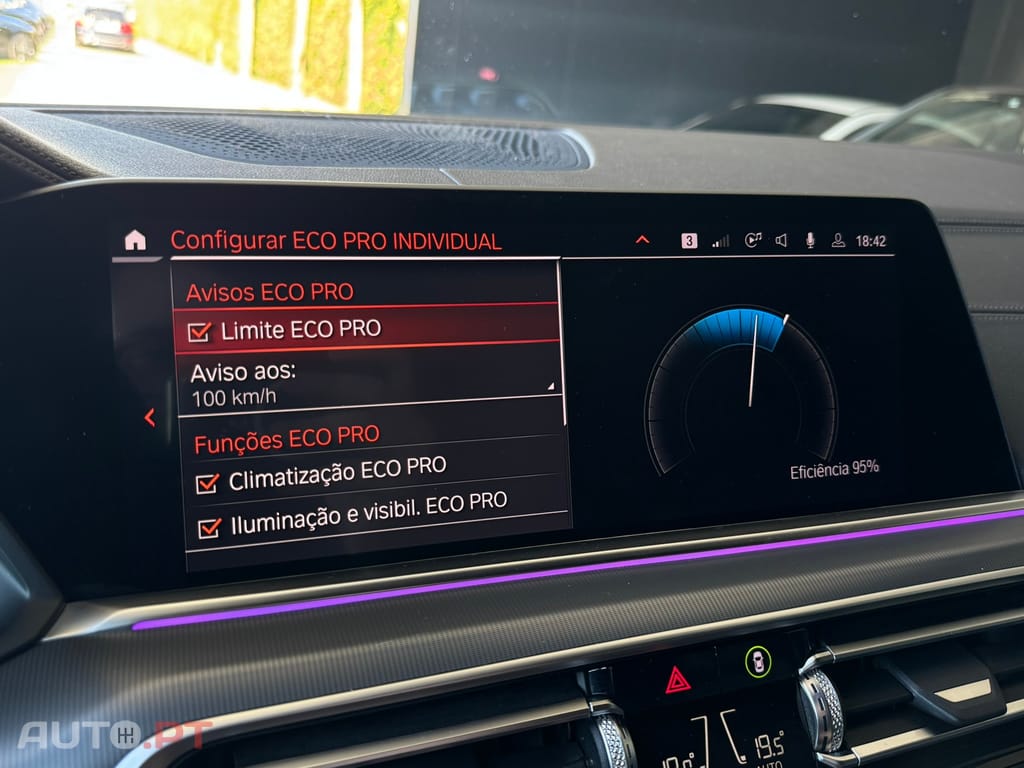 Configurar ECO PRO INDIVIDUAL
3
18:42
Avisos ECO PRO
Limite ECO PRO
Aviso aos:
100 km/h
Funções ECO PRO
Climatização ECO PRO
Iluminação e visibil. ECO PRO
Eficiência 95%
19.5°
AUTO
AUTO.PT